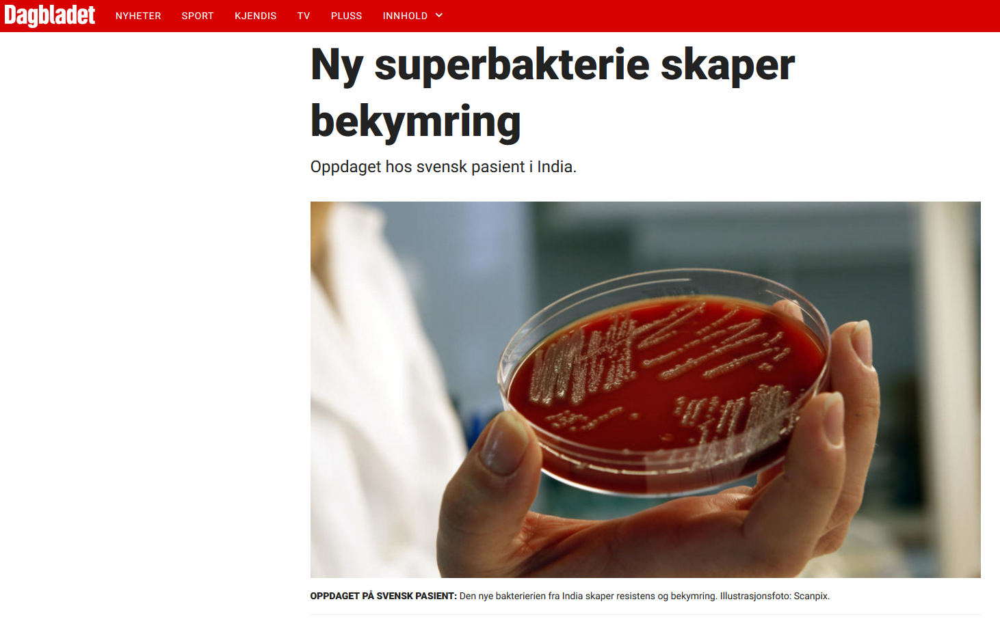 Dagbladet NYHETER SPORT KJENDIS TV PLUSS INNHOLD
Ny superbakterie skaper
bekymring
Oppdaget hos svensk pasient i India.
OPPDAGET PÅ SVENSK PASIENT: Den nye bakterierien fra India skaper resistens og bekymring. Illustrasjonsfoto: Scanpix.